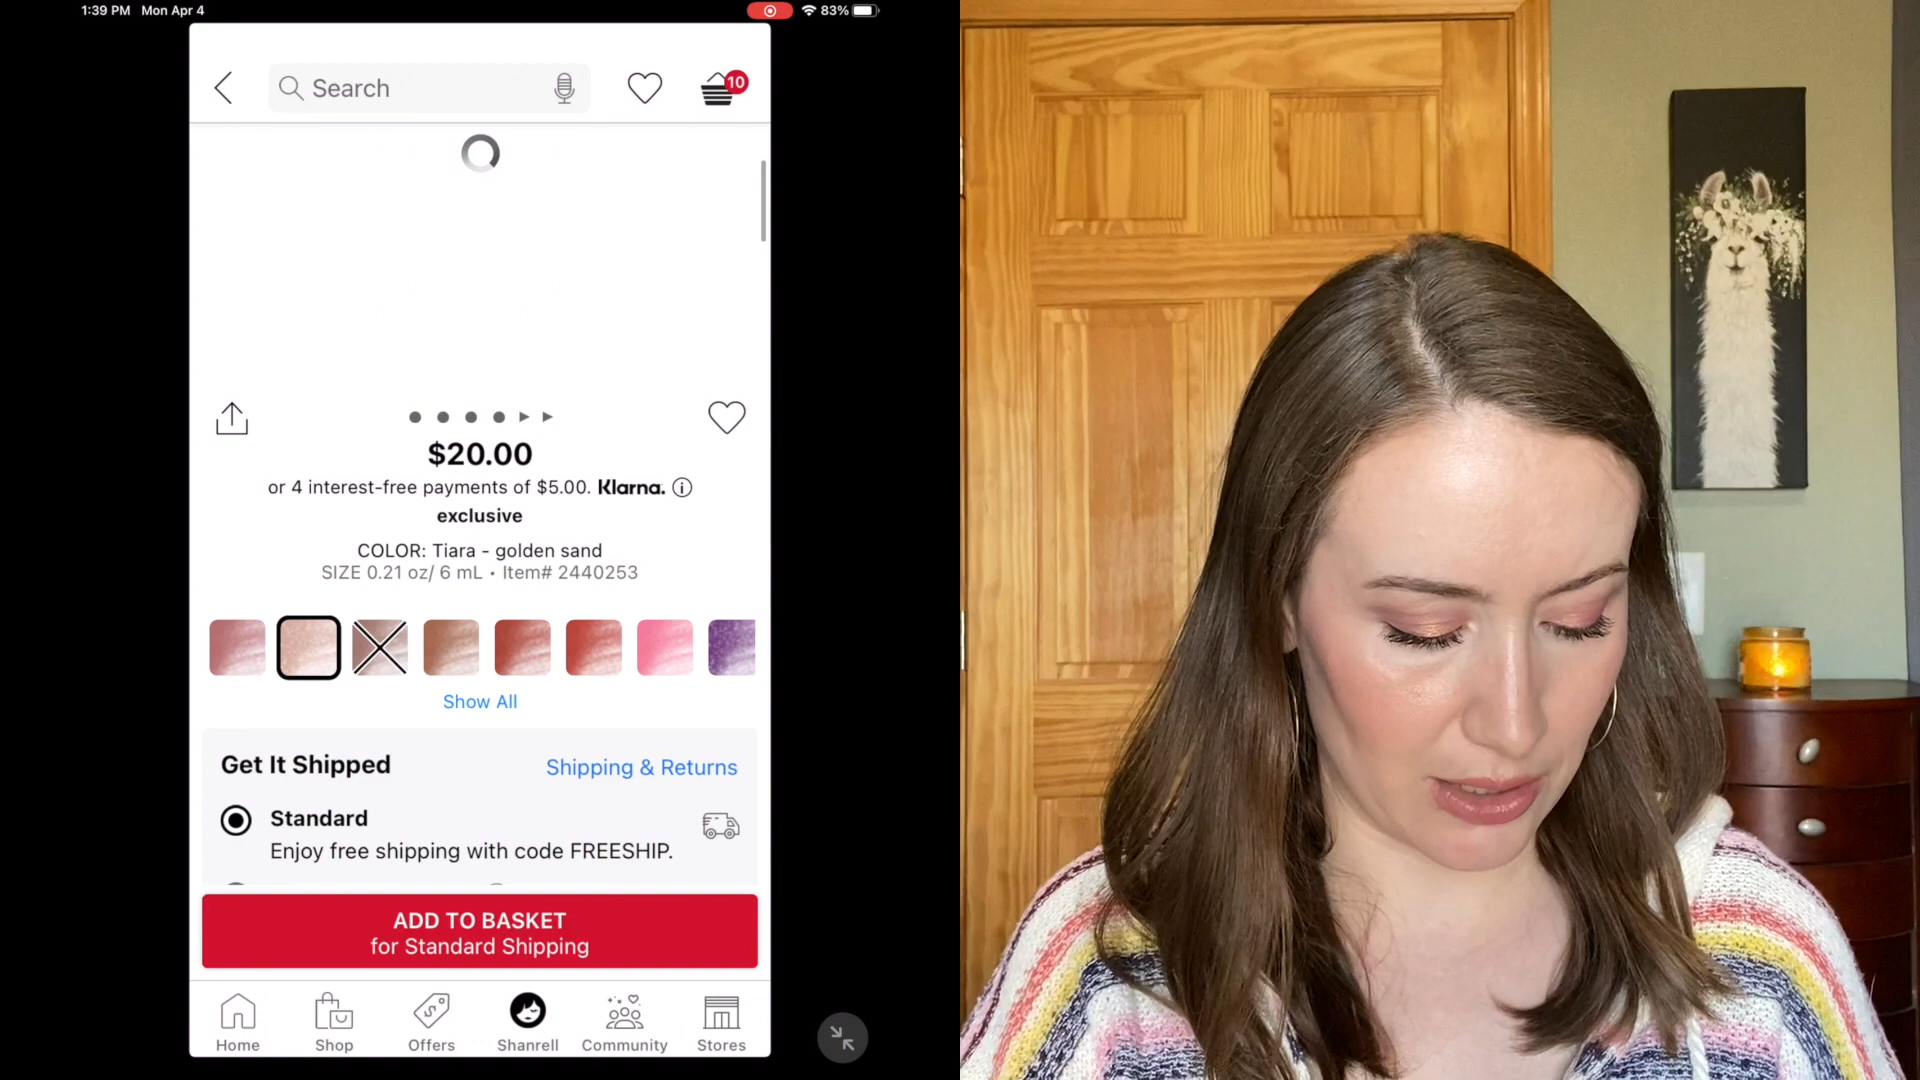 1:39 PM Mon Apr 4
83%
Search
10
$20.00
or 4 interest-free payments of $5.00. Klarna.
exclusive
COLOR: Tiara - golden sand
SIZE 0.21 oz/ 6 mL • Item# 2440253
Show All
Get It Shipped
Shipping & Returns
Standard
Enjoy free shipping with code FREESHIP.
ADD TO BASKET
for Standard Shipping
Home
Shop
Offers
Shanrell
Community
Stores